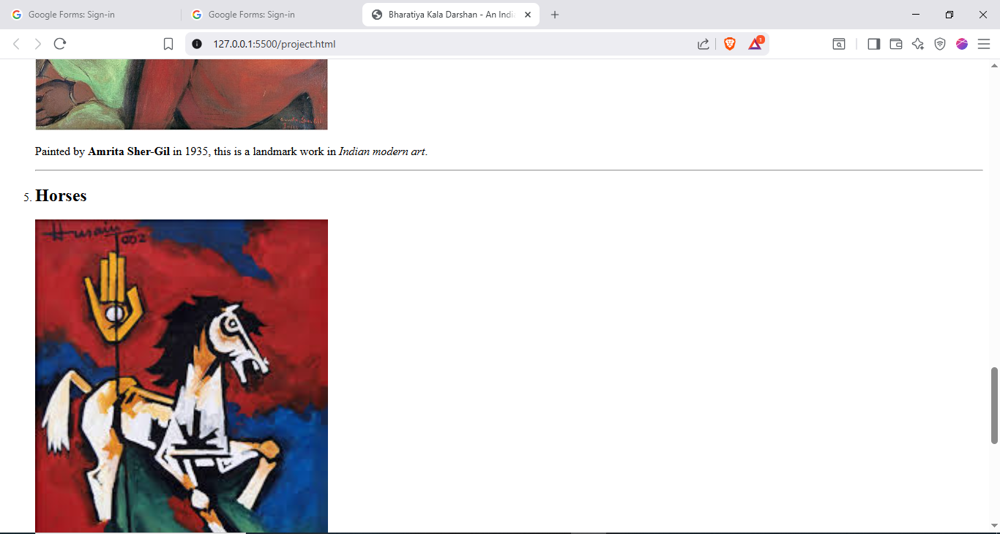 Google Forms: Sign-in
Google Forms: Sign-in
Bharatiya Kala Darshan - An Indi
127.0.0.1:5500/project.html
1
Painted by Amrita Sher-Gil in 1935, this is a landmark work in Indian modern art.
5. Horses
Husain